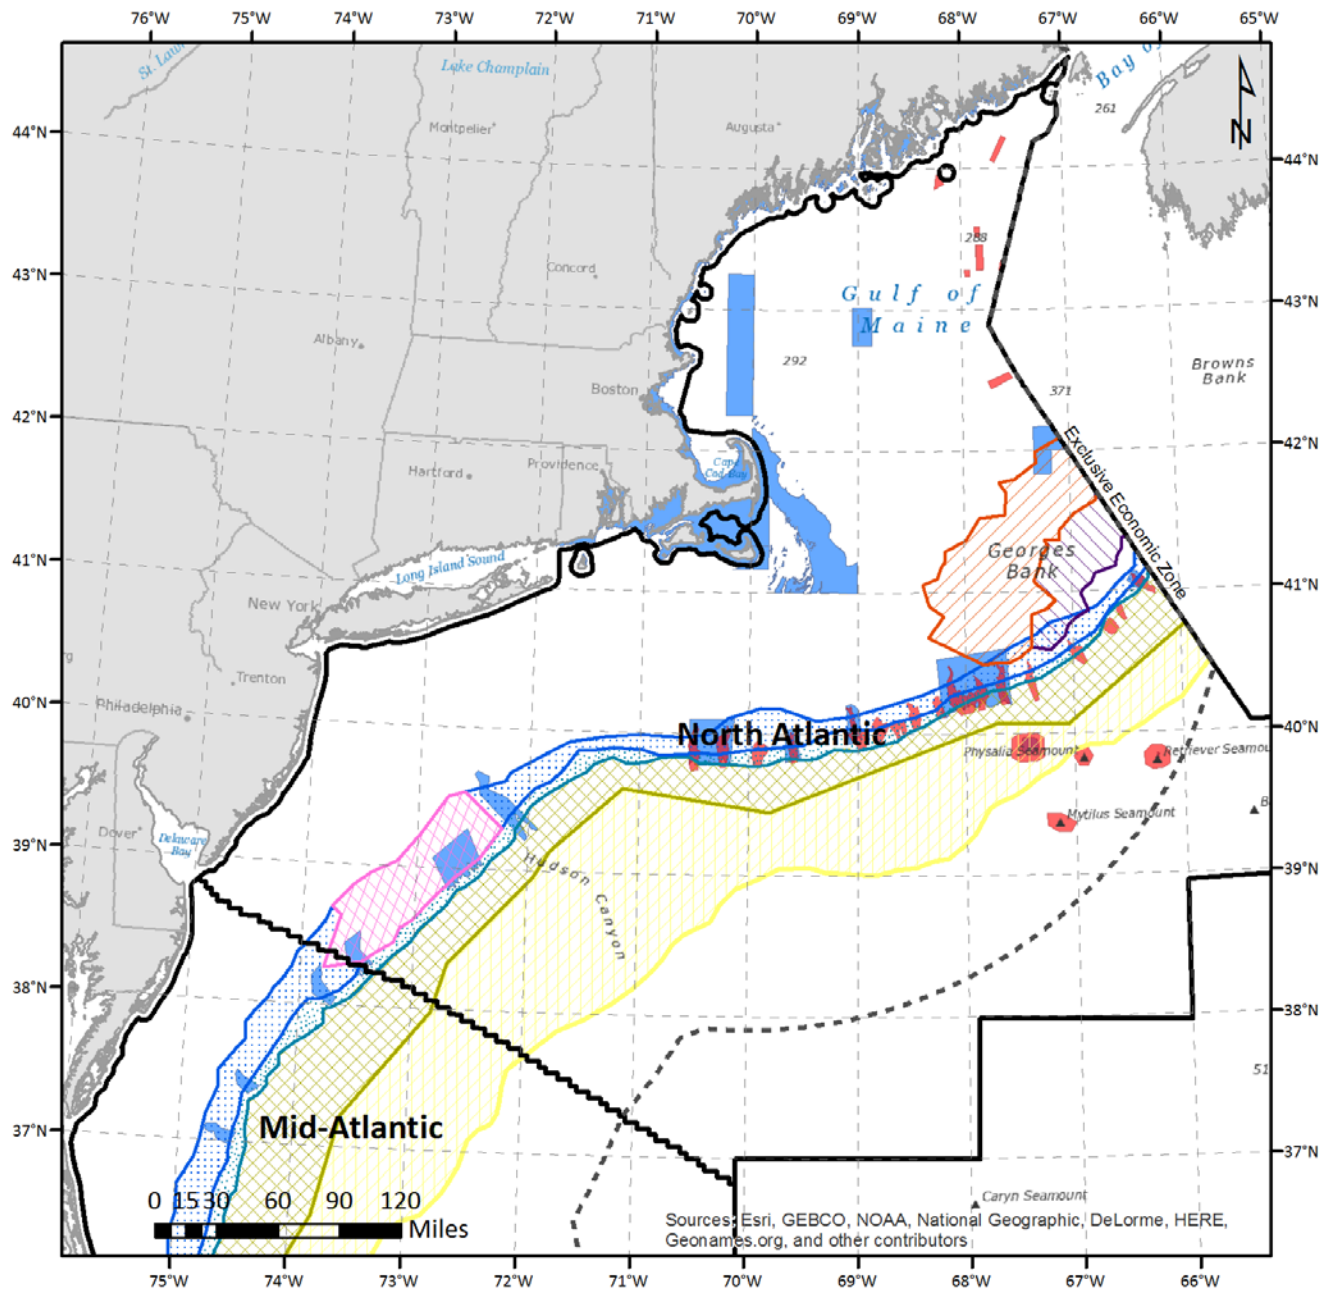 76°W 75°W 74°W 73°W 72°W 71°W 70°W 69°W 68°W 67°W 66°W 65°W
St. Law
Lake Champlain
Bay o
261
N
44°N
Montpelier
Augusta
44°N
288
43°N
Concord
Gulf of
Maine
43°N
Albany
292
Browns
Bank
Boston
371
42°N
42°N
Exclusive Economic Zone
Hartford
Providence
Cape
Cod Bay
41°N
Long Island Sound
Georges
Bank
41°N
New York
rg
Trenton
40°N
Philadelphia
40°N
North Atlantic
Physalia Seamount
Retriever Seamou
Mytilus Seamount
B
39°N
Dover
Delaware
Bay
39°N
Hudson
Canyon
38°N
38°N
51
37°N
Mid-Atlantic
37°N
0 15 30 60 90 120
Miles
Caryn Seamount
Sources: Esri, GEBCO, NOAA, National Geographic, DeLorme, HERE,
Geonames.org, and other contributors
75°W 74°W 73°W 72°W 71°W 70°W 69°W 68°W 67°W 66°W